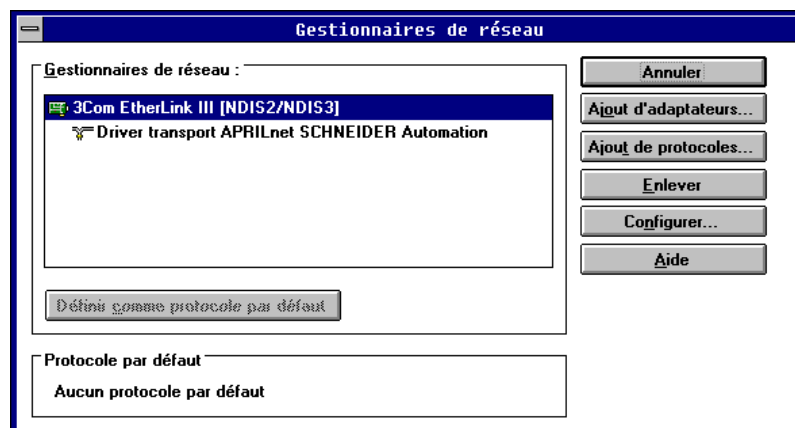 Gestionnaires de réseau
Gestionnaires de réseau :
3Com EtherLink III [NDIS2/NDIS3]
Driver transport APRILnet SCHNEIDER Automation
Définir comme protocole par défaut
Protocole par défaut
Aucun protocole par défaut
Annuler
Ajout d'adaptateurs...
Ajout de protocoles...
Enlever
Configurer...
Aide